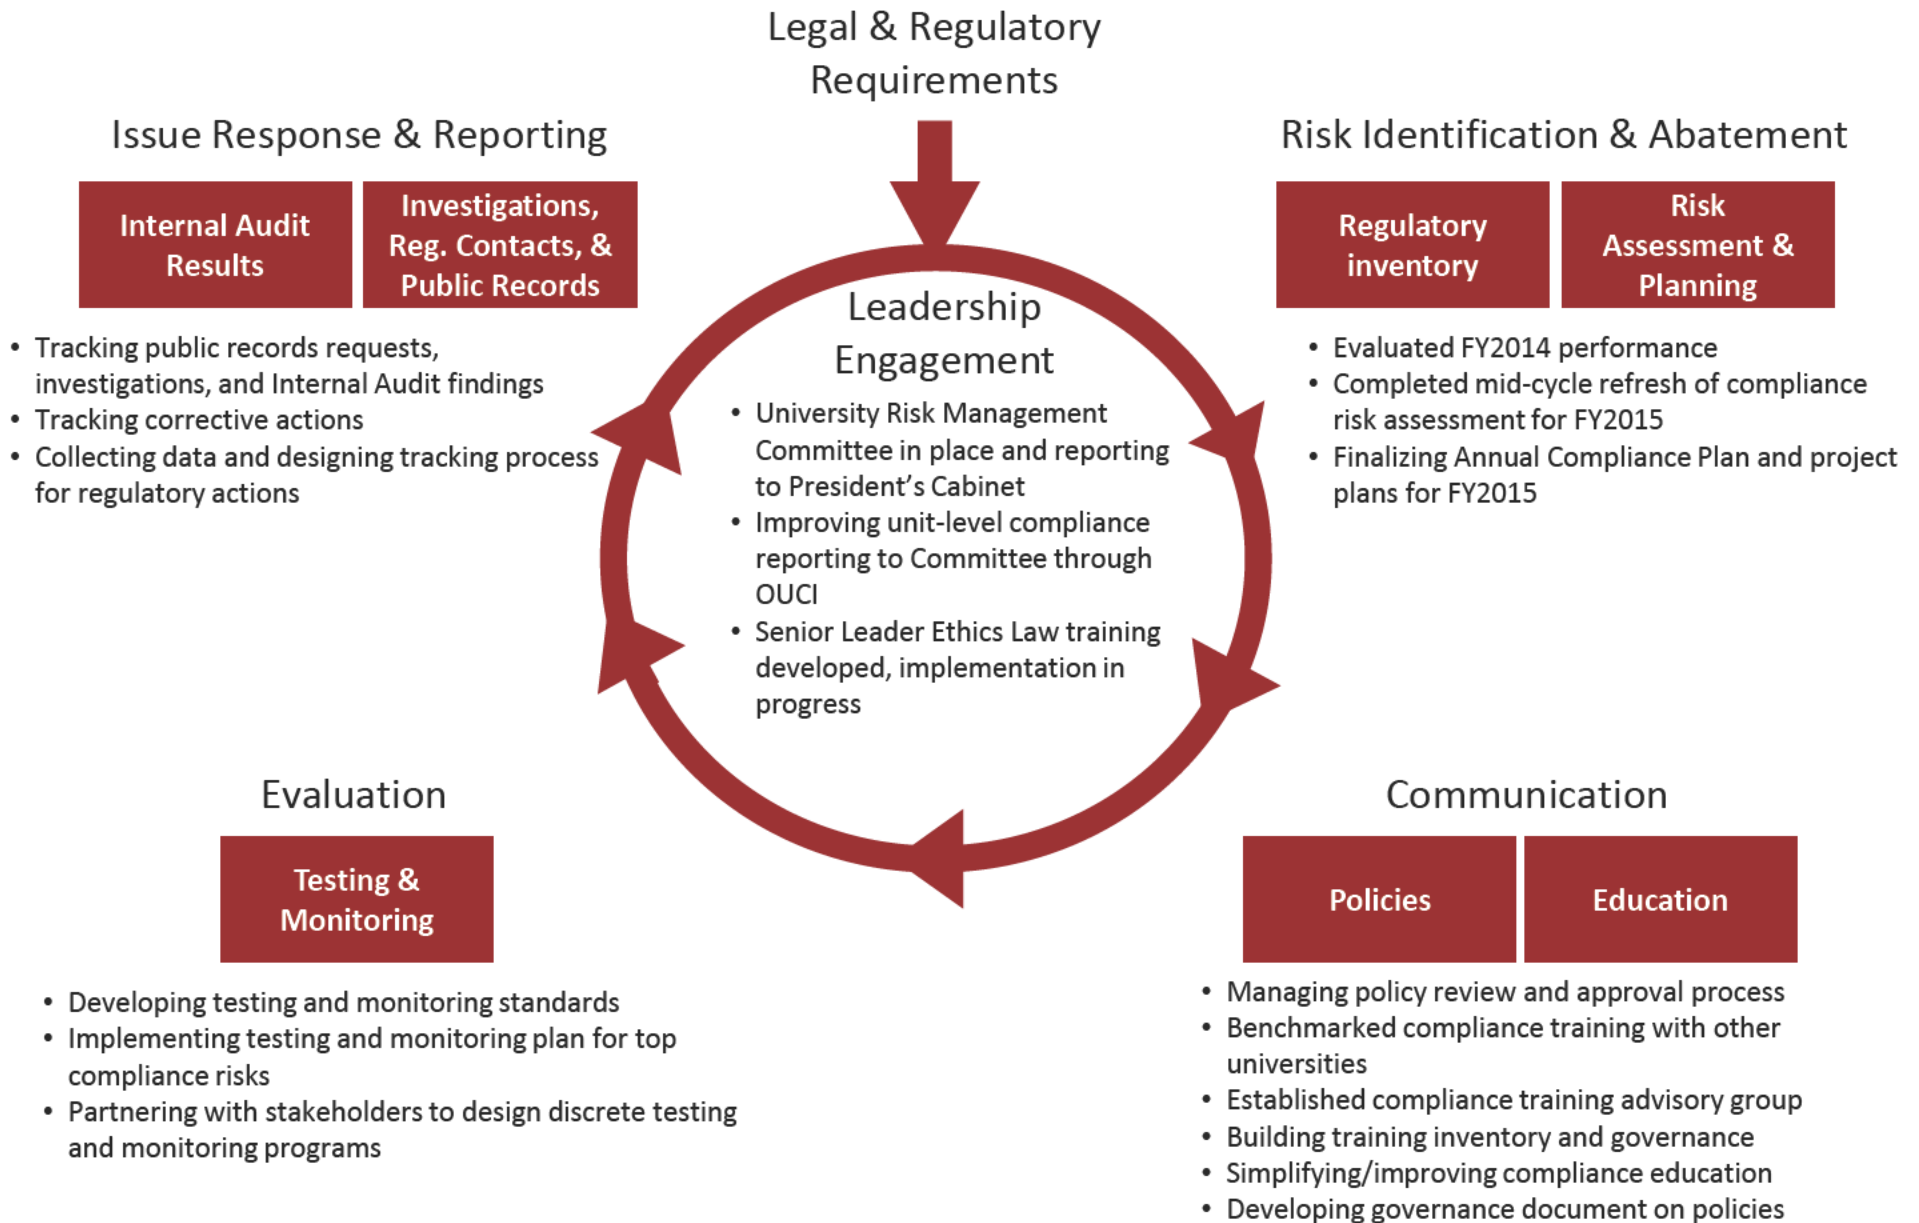 Legal & Regulatory
Requirements
Issue Response & Reporting
Internal Audit
Results
Investigations,
Reg. Contacts, &
Public Records
• Tracking public records requests,
investigations, and Internal Audit findings
• Tracking corrective actions
• Collecting data and designing tracking process
for regulatory actions
Leadership
Engagement
• University Risk Management
Committee in place and reporting
to President’s Cabinet
• Improving unit-level compliance
reporting to Committee through
OUCI
• Senior Leader Ethics Law training
developed, implementation in
progress
Risk Identification & Abatement
Regulatory
inventory
Risk
Assessment &
Planning
• Evaluated FY2014 performance
• Completed mid-cycle refresh of compliance
risk assessment for FY2015
• Finalizing Annual Compliance Plan and project
plans for FY2015
Evaluation
Testing &
Monitoring
• Developing testing and monitoring standards
• Implementing testing and monitoring plan for top
compliance risks
• Partnering with stakeholders to design discrete testing
and monitoring programs
Communication
Policies
Education
• Managing policy review and approval process
• Benchmarked compliance training with other
universities
• Established compliance training advisory group
• Building training inventory and governance
• Simplifying/improving compliance education
• Developing governance document on policies